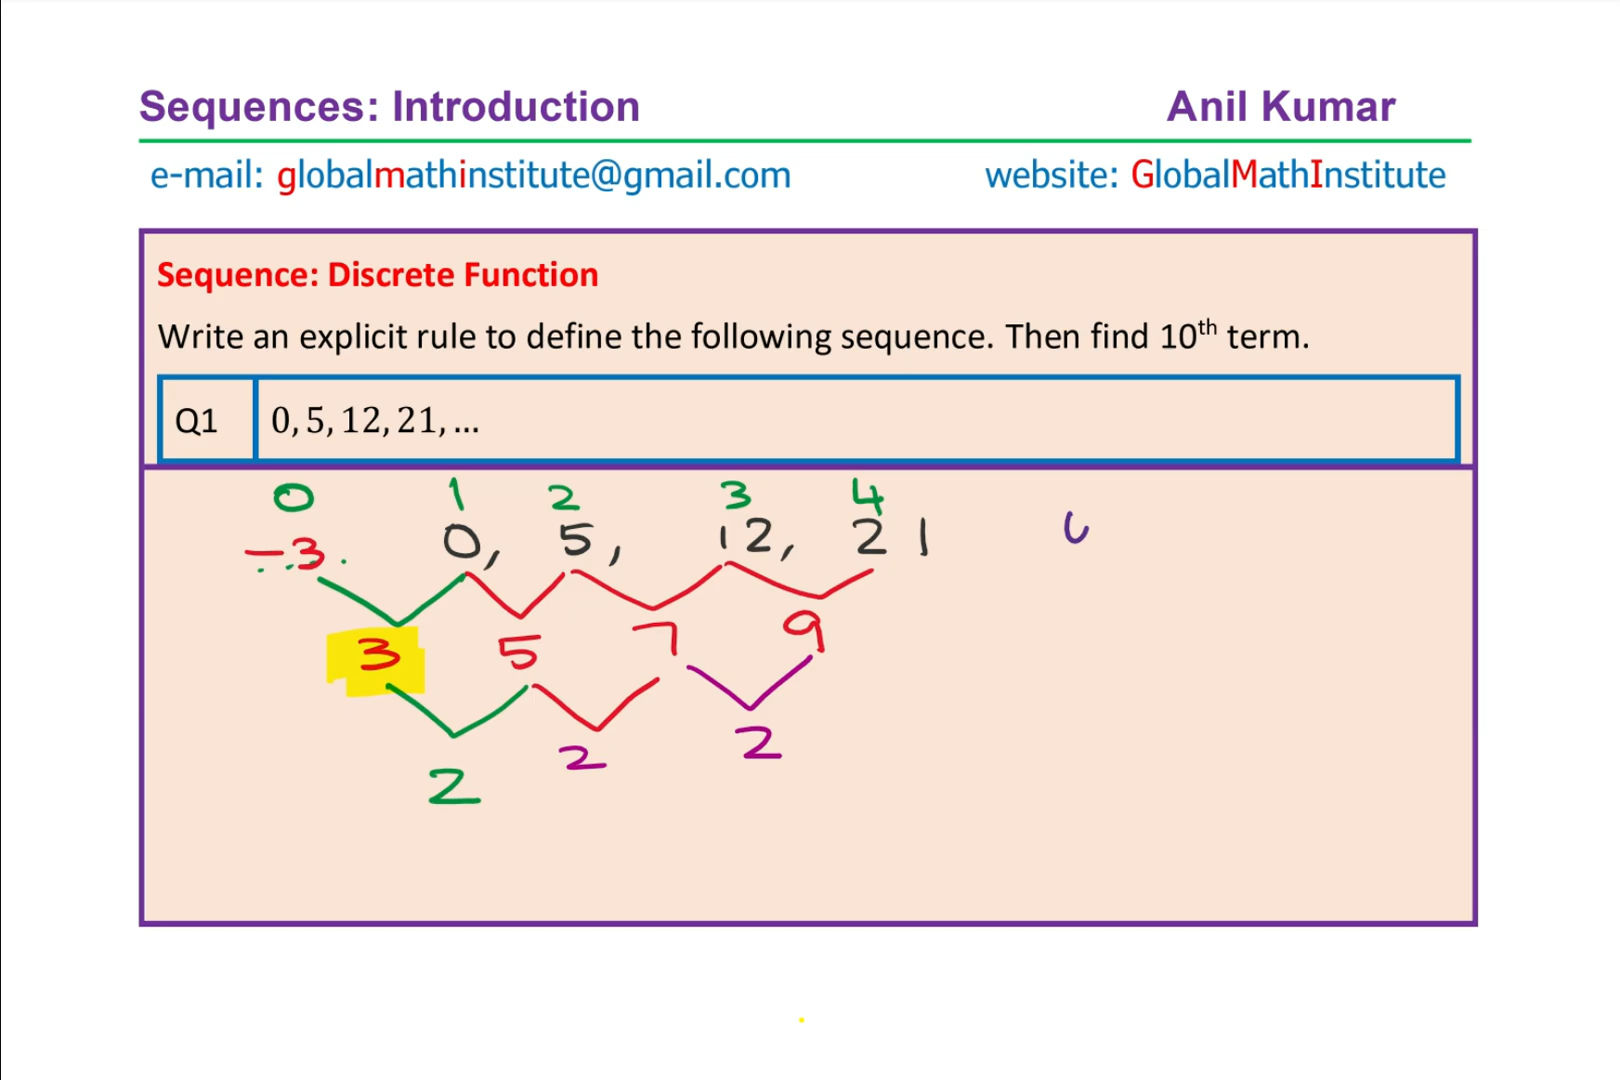 Sequences: Introduction Anil Kumar
e-mail: globalmathinstitute@gmail.com website: GlobalMathInstitute
Sequence: Discrete Function
Write an explicit rule to define the following sequence. Then find 10th term.
Q1 0, 5, 12, 21, ...
0 1 2 3 4
-3. 0, 5, 12, 21
3 5 7 9
2 2 2